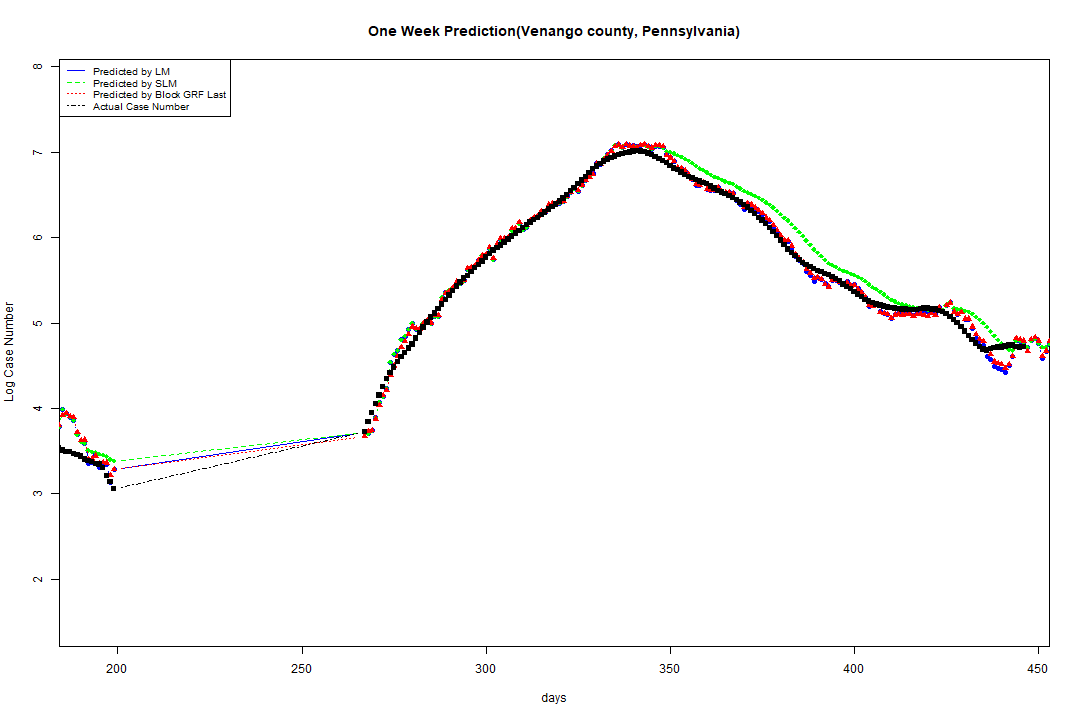 One Week Prediction(Venango county, Pennsylvania)
Predicted by LM
Predicted by SLM
Predicted by Block GRF Last
Actual Case Number
8
7
6
5
4
3
2
Log Case Number
200 250 300 350 400 450
days